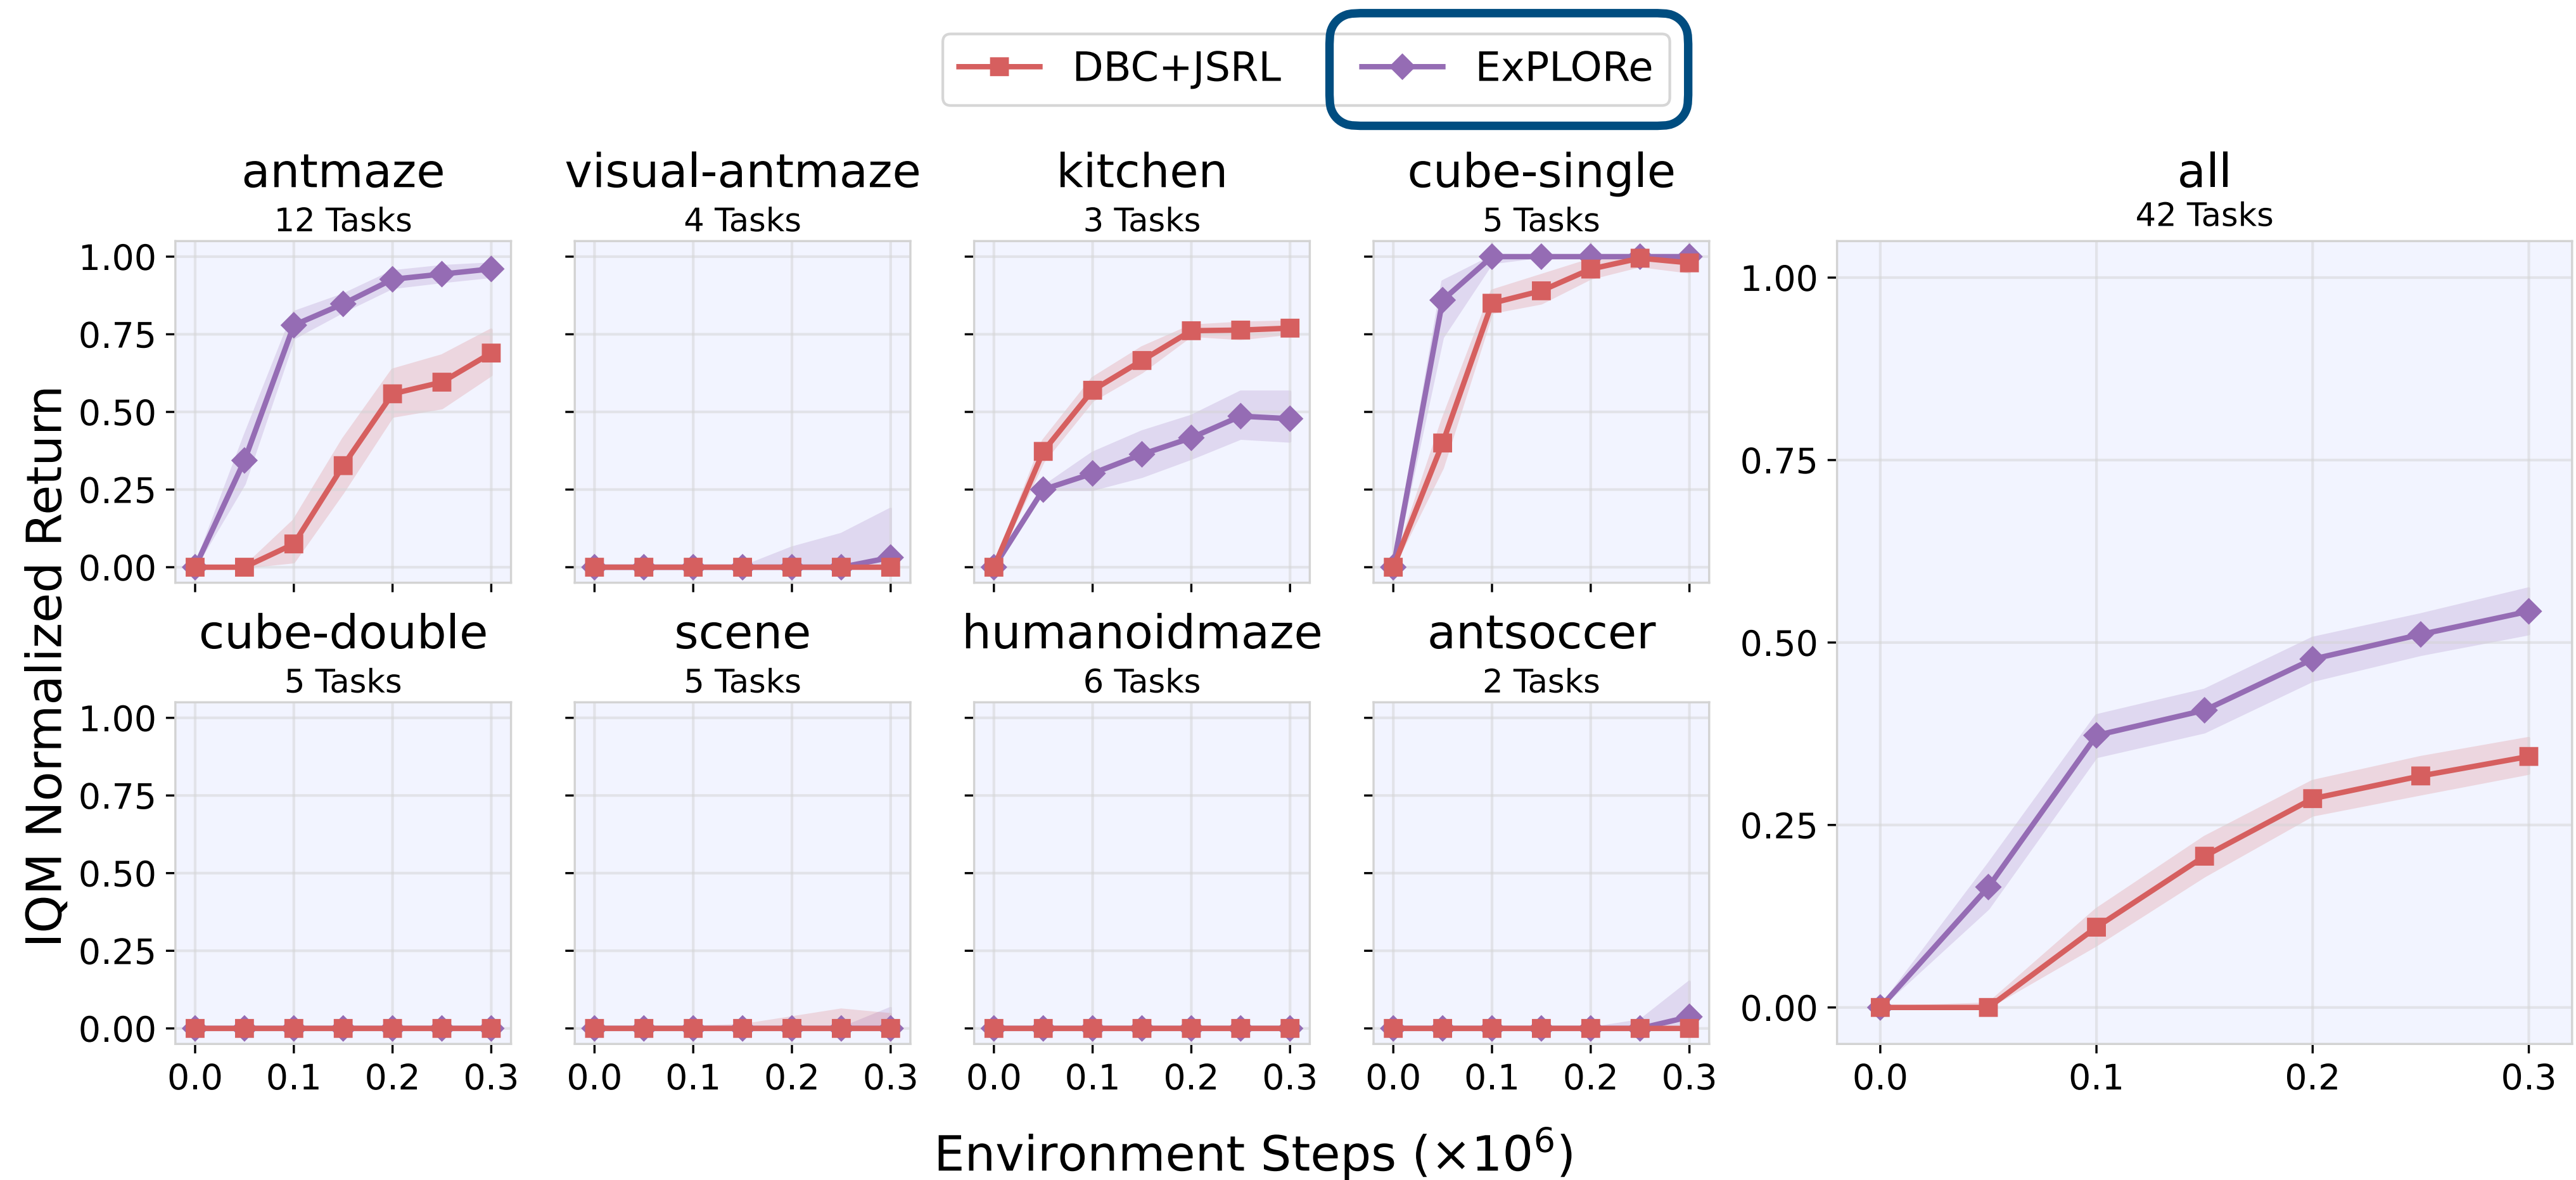 DBC+JSRL ExPLORe
antmaze visual-antmaze kitchen cube-single all
12 Tasks 4 Tasks 3 Tasks 5 Tasks 42 Tasks
1.00
0.75
0.50
0.25
0.00
1.00
0.75
0.50
0.25
0.00
IQM Normalized Return
cube-double scene humanoidmaze antsoccer
5 Tasks 5 Tasks 6 Tasks 2 Tasks
1.00
0.75
0.50
0.25
0.00
0.0 0.1 0.2 0.3 0.0 0.1 0.2 0.3 0.0 0.1 0.2 0.3 0.0 0.1 0.2 0.3 0.0 0.1 0.2 0.3
Environment Steps (×10⁶)